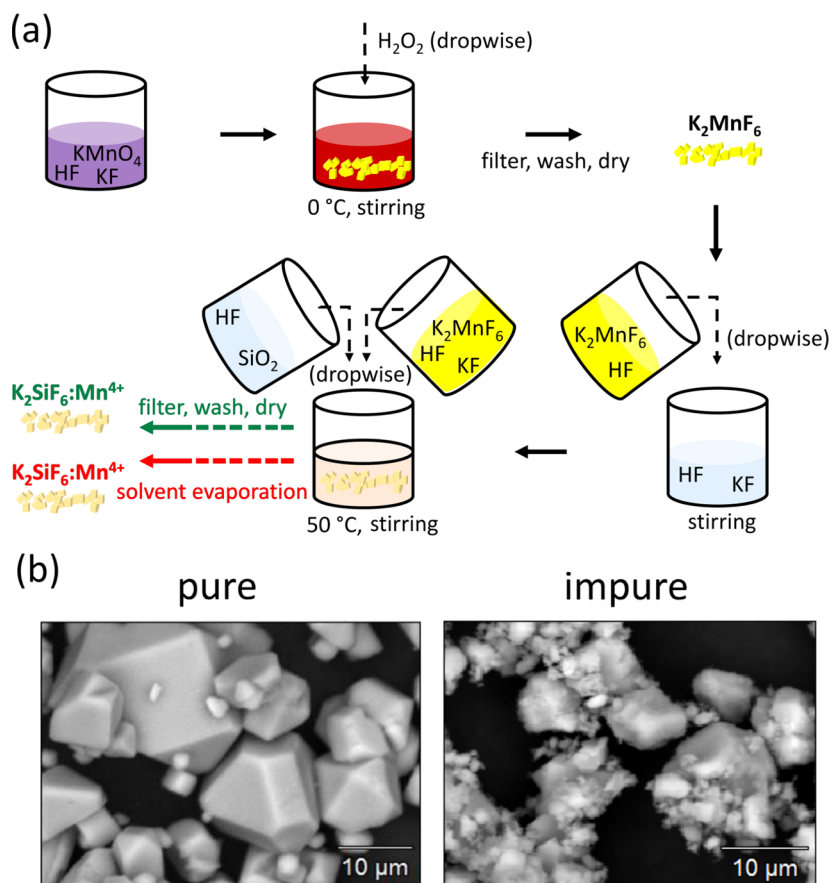 (a)
H₂O₂ (dropwise)
KMnO₄
HF KF
0 °C, stirring
filter, wash, dry
K₂MnF₆
HF
SiO₂
K₂MnF₆
HF KF
(dropwise)
K₂MnF₆
HF
(dropwise)
HF KF
stirring
K₂SiF₆:Mn⁴⁺
filter, wash, dry
K₂SiF₆:Mn⁴⁺
solvent evaporation
50 °C, stirring
(b)
pure
impure
10 µm
10 µm